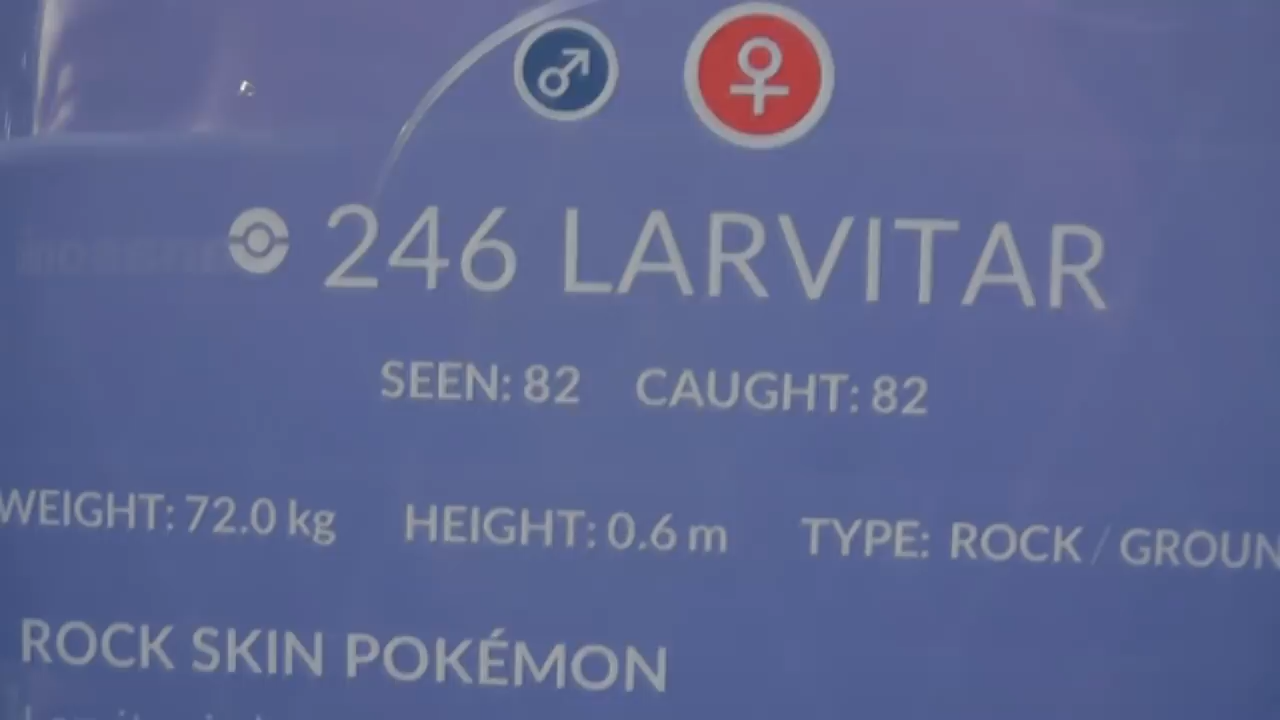 246 LARVITAR
SEEN: 82 CAUGHT: 82
WEIGHT: 72.0 kg HEIGHT: 0.6 m TYPE: ROCK / GROUN
ROCK SKIN POKÉMON